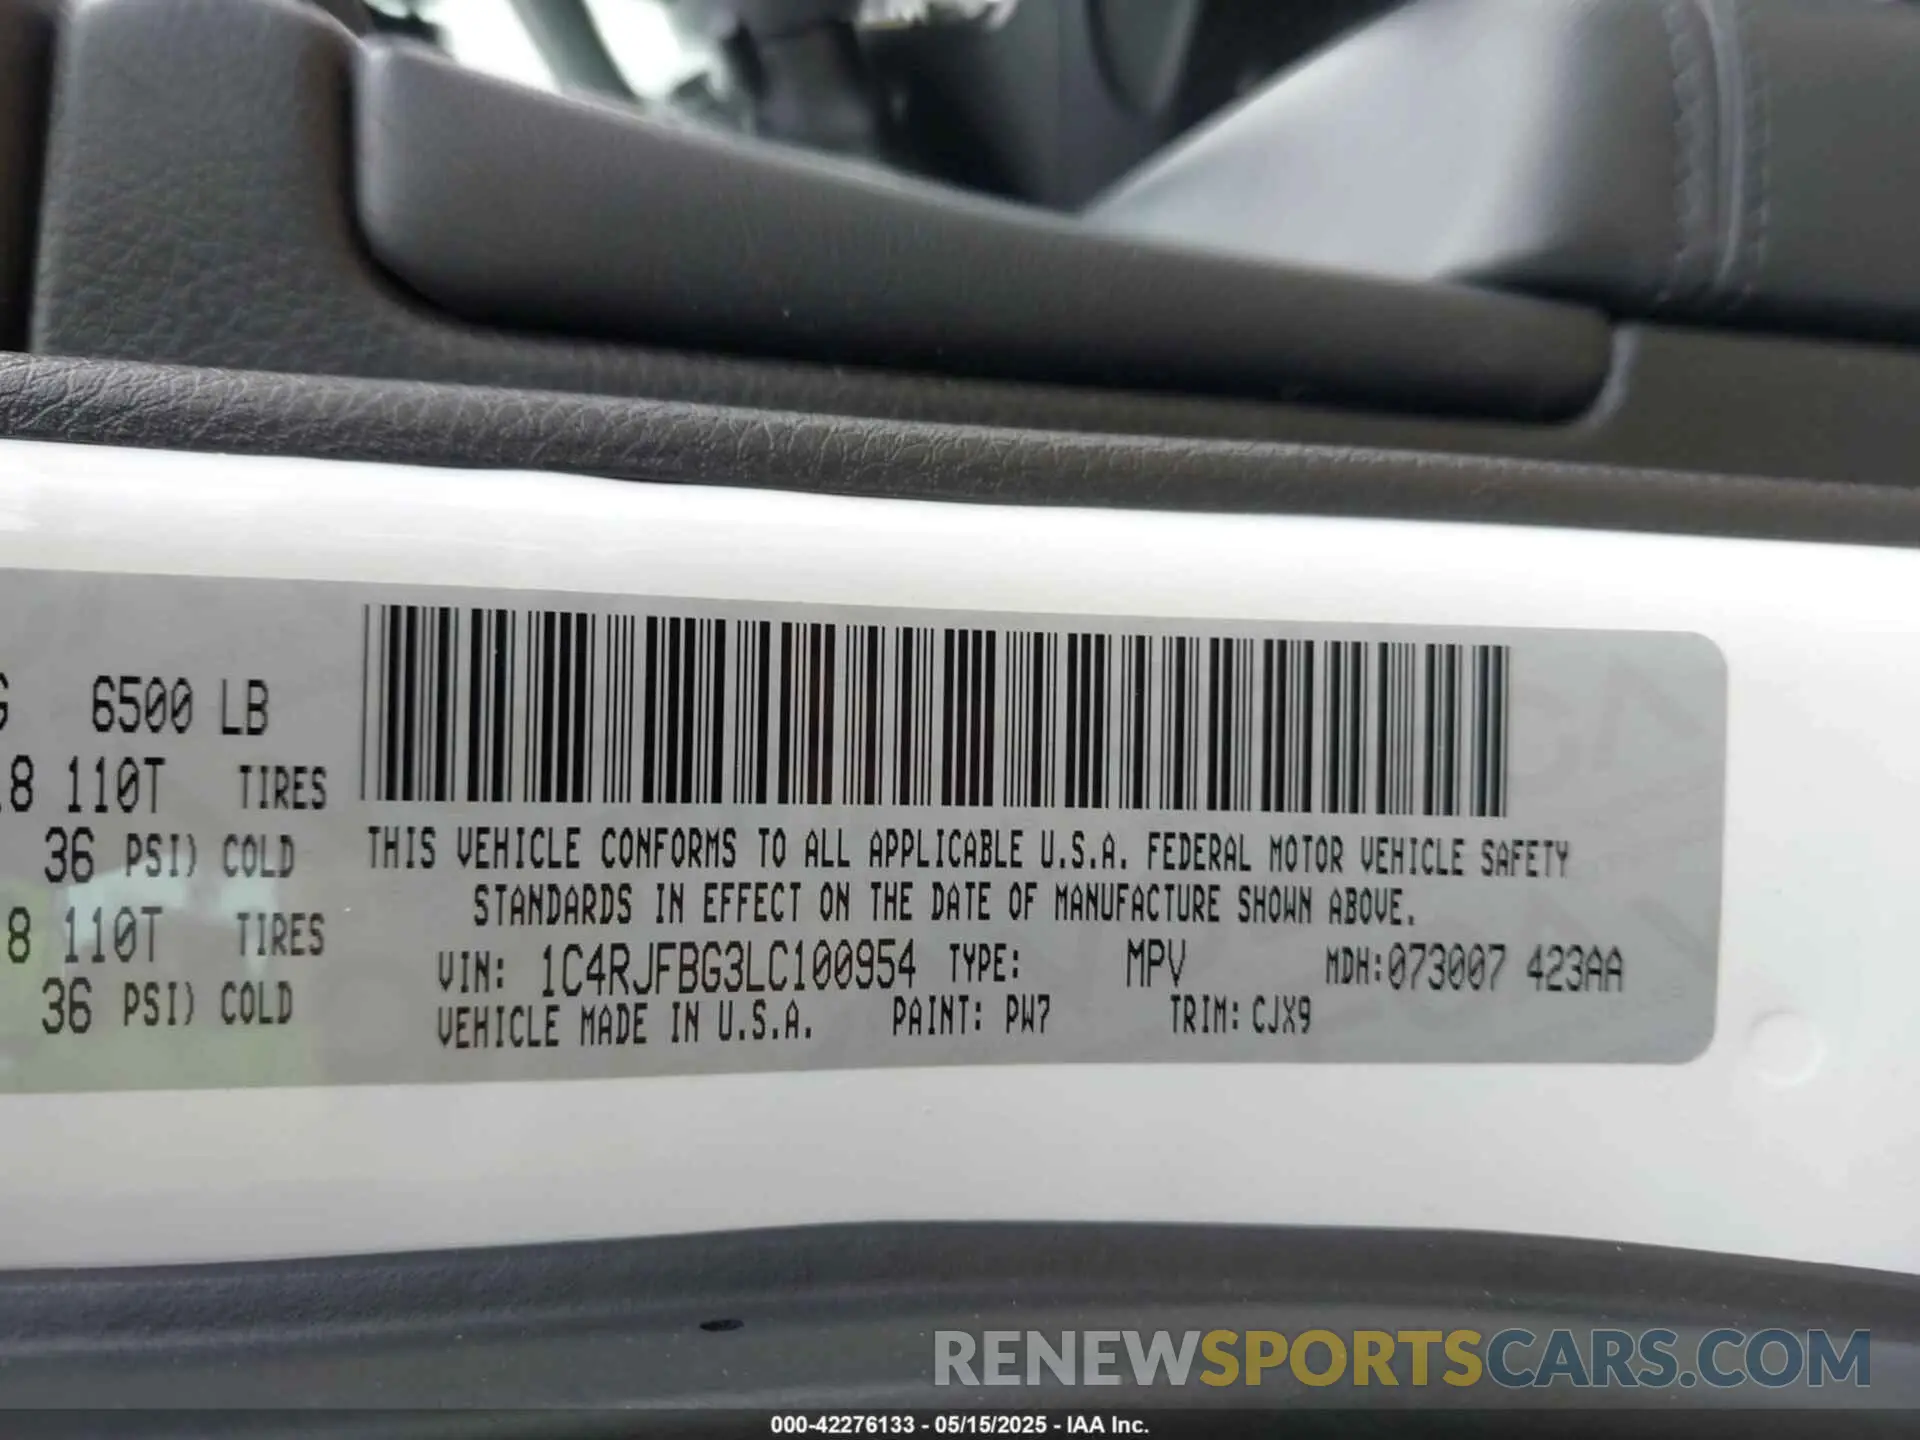 6500 LB
8 110T TIRES
36 PSI) COLD
8 110T TIRES
36 PSI) COLD
THIS VEHICLE CONFORMS TO ALL APPLICABLE U.S.A. FEDERAL MOTOR VEHICLE SAFETY
STANDARDS IN EFFECT ON THE DATE OF MANUFACTURE SHOWN ABOVE.
VIN: 1C4RJFBG3LC100954 TYPE: MPV MDH:073007 423AA
VEHICLE MADE IN U.S.A. PAINT: PW7 TRIM: CJX9
RENEWSPORTSCARS.COM
000-42276133 - 05/15/2025 - IAA Inc.